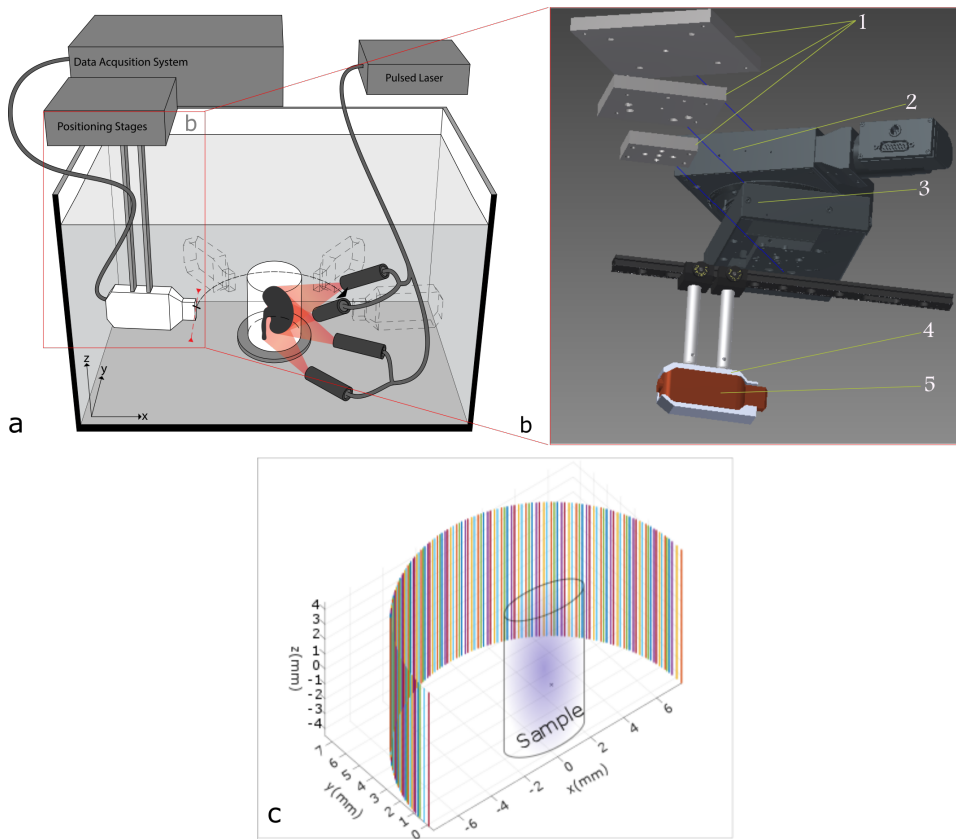 Data Acqusition System
Pulsed Laser
Positioning Stages
b
z
y
x
a
1
2
3
4
5
b
4
3
2
1
0
-1
-2
-3
-4
z(mm)
7
6
5
4
3
2
1
0
y(mm)
-6
-4
-2
0
2
4
6
x(mm)
Sample
c